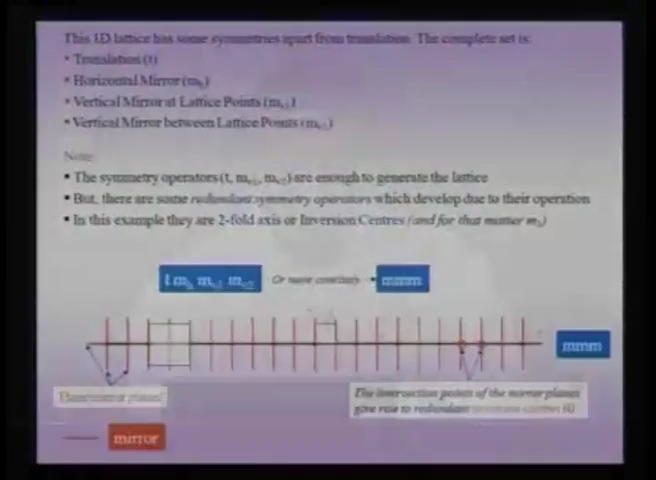 This 1D lattice has some symmetries apart from translation. The complete set is:
▪ Translation (t)
▪ Horizontal Mirror (mh)
▪ Vertical Mirror at Lattice Points (mv1)
▪ Vertical Mirror between Lattice Points (mv2)
Note:
▪ The symmetry operators (t, mv1, mv2) are enough to generate the lattice
▪ But, there are some redundant symmetry operators which develop due to their operation
▪ In this example they are 2-fold axis or Inversion Centres (and for that matter mh)
t mh mv1 mv2
Or more concisely
mmm
mmm
The intersection points of the mirror planes
give rise to redundant
mirror